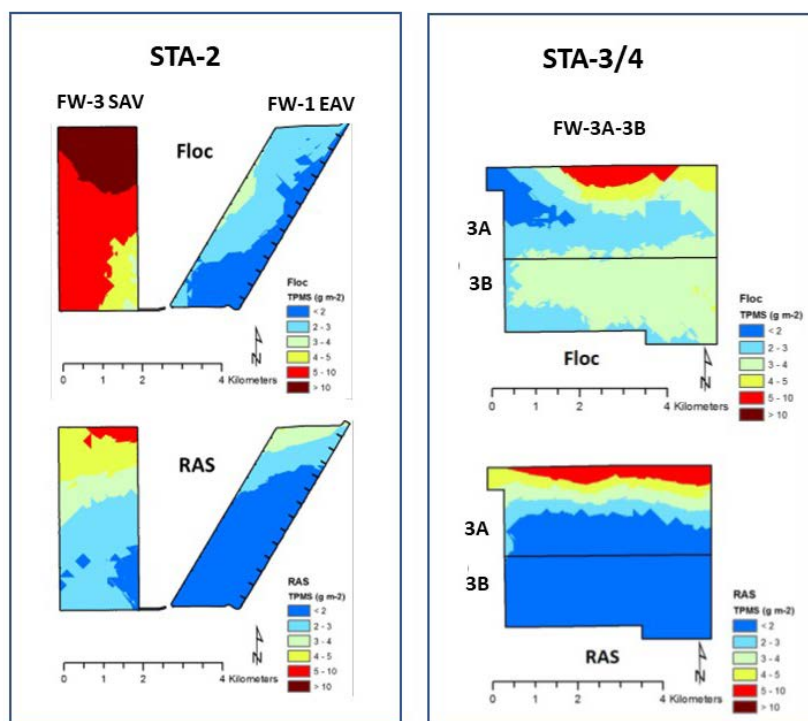 STA-2
FW-3 SAV
FW-1 EAV
Floc
Floc
TPMS (g m-2)
< 2
2 - 3
3 - 4
4 - 5
5 - 10
> 10
N
0 1 2 4
Kilometers
RAS
RAS
TPMS (g m-2)
< 2
2 - 3
3 - 4
4 - 5
5 - 10
> 10
N
0 1 2 4
Kilometers
STA-3/4
FW-3A-3B
3A
3B
Floc
TPMS (g m-2)
< 2
2 - 3
3 - 4
4 - 5
5 - 10
> 10
Floc
N
0 1 2 4
Kilometers
3A
3B
RAS
TPMS (g m-2)
< 2
2 - 3
3 - 4
4 - 5
5 - 10
> 10
RAS
N
0 1 2 4
Kilometers